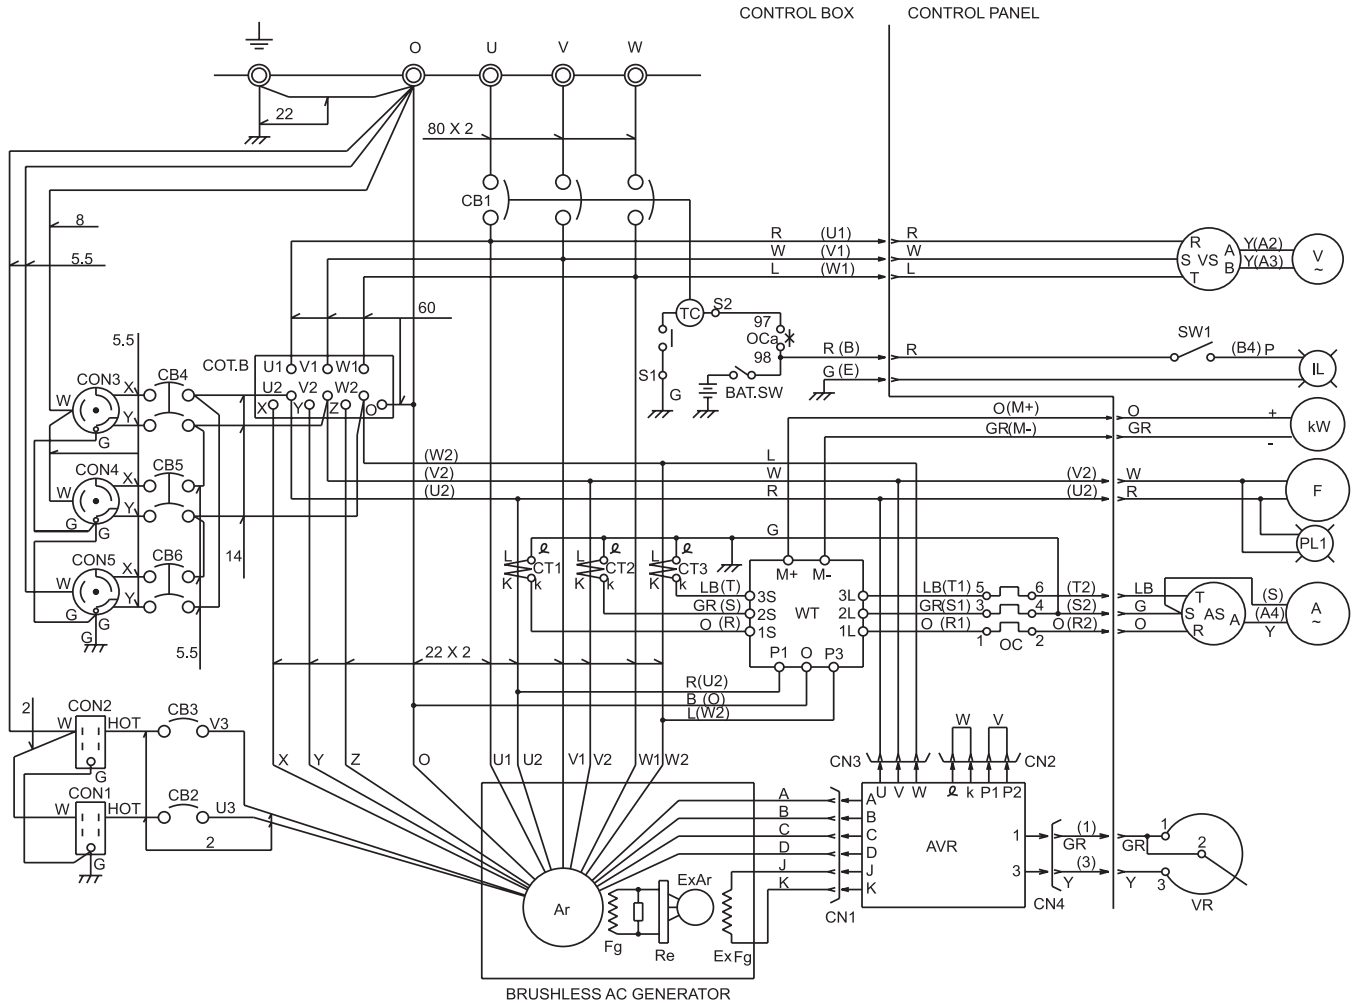 CONTROL BOX CONTROL PANEL
O U V W
22
80 X 2
CB1
8
5.5
R (U1) R
W (V1) W
L (W1) L
R
S VS A
T B
Y(A2)
Y(A3)
V
~
60
TC S2
97
OCa
98
S1
G
BAT.SW
R (B) R
G (E)
SW1
(B4) P
IL
5.5
COT.B
U1 V1 W1
U2 V2 W2
X Y Z O
CON3 X CB4
W
Y
G
CON4 X CB5
W
Y
G G
CON5 X CB6
W
Y
G
G
14
5.5
O(M+) O +
GR(M-) GR -
kW
(W2) L
(V2) W (V2) W
(U2) R (U2) R
F
PL1
G
L ℓ L ℓ L ℓ
CT1 CT2 CT3
K k K k K k
M+ M-
LB(T) 3S 3L LB(T1) 5 6 (T2) LB
GR(S) 2S WT 2L GR(S1) 3 4 (S2) G
O (R) 1S 1L O (R1) 1 OC 2 O(R2) O
P1 O P3
T
S AS A
R
(S)
(A4)
Y
A
~
22 X 2
R(U2)
B (O)
L(W2)
2
CON2
W HOT CB3 V3
G
CON1
W HOT CB2 U3
G
2
X Y Z O U1 U2 V1 V2 W1 W2
W V
CN3 CN2
U V W ℓ k P1 P2
A A
B B
C C
D D
J J
K K
CN1
AVR
1 (1)
GR GR
3 (3)
Y Y
CN4
1
2
3
VR
Ar
Fg
Re
ExAr
Ex Fg
BRUSHLESS AC GENERATOR